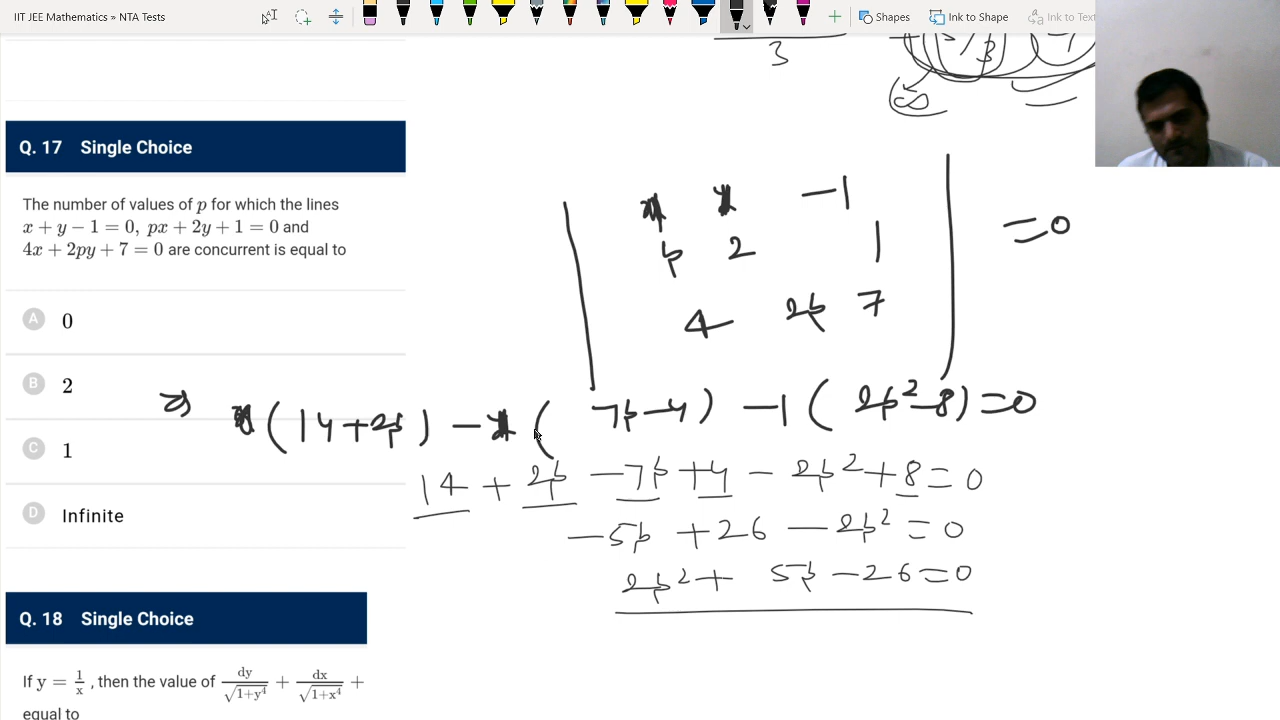 IIT JEE Mathematics » NTA Tests
Shapes
Ink to Shape
Ink to Text
3
∞
Q. 17 Single Choice
The number of values of p for which the lines
x + y − 1 = 0, px + 2y + 1 = 0 and
4x + 2py + 7 = 0 are concurrent is equal to
A 0
B 2
C 1
D Infinite
−1
p 2 1
4 2p 7
= 0
⇒ (14+2p) − ( 7p−4) −1 ( 2p²−8)=0
14 + 2p −7p +4 − 2p² +8 = 0
−5p +26 − 2p² = 0
2p² + 5p −26 =0
Q. 18 Single Choice
If y = 1/x , then the value of dy/√1+y⁴ + dx/√1+x⁴ +
equal to